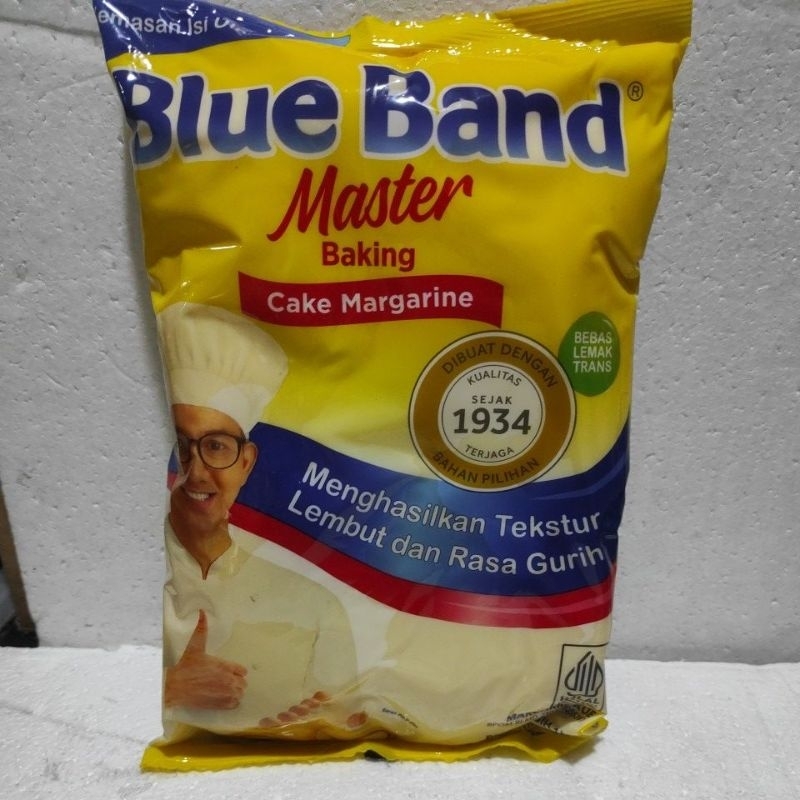 Isi
Blue Band®
Master
Baking
Cake Margarine
BEBAS
LEMAK
TRANS
DIBUAT DENGAN
KUALITAS
SEJAK
1934
TERJAGA
BAHAN PILIHAN
Menghasilkan Tekstur
Lembut dan Rasa Gurih